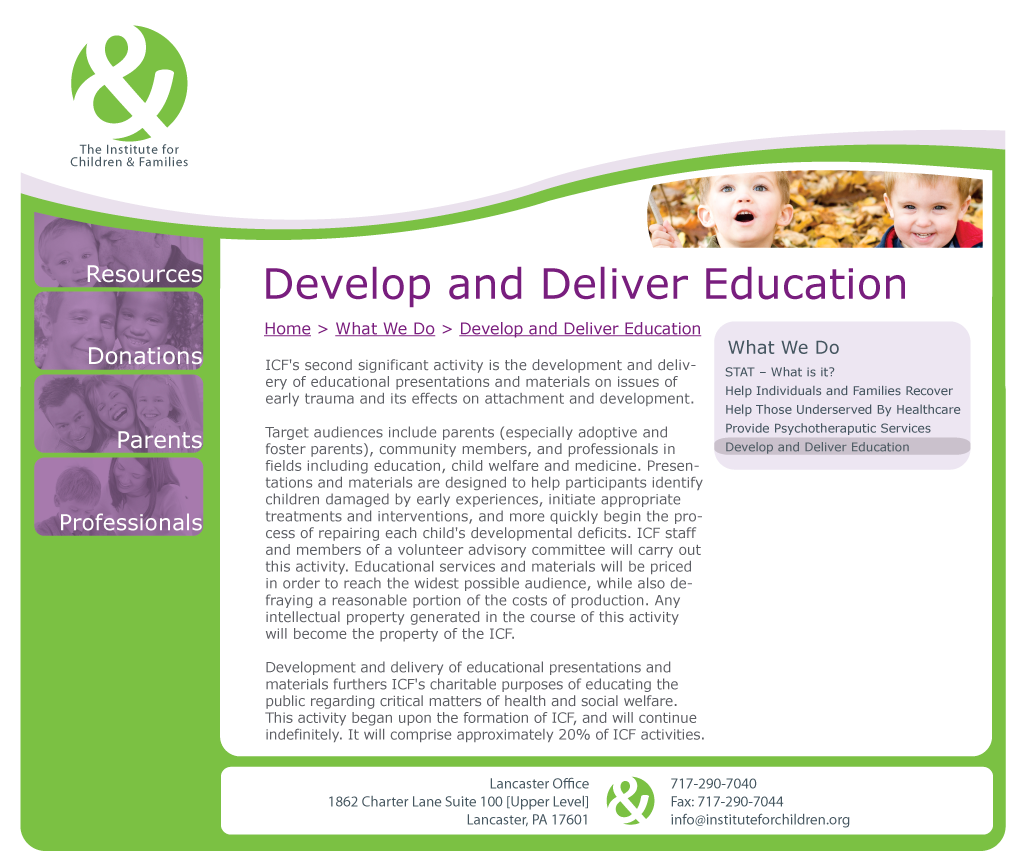 &
The Institute for
Children & Families
Resources
Donations
Parents
Professionals
Develop and Deliver Education
Home > What We Do > Develop and Deliver Education
ICF's second significant activity is the development and deliv-
ery of educational presentations and materials on issues of
early trauma and its effects on attachment and development.
Target audiences include parents (especially adoptive and
foster parents), community members, and professionals in
fields including education, child welfare and medicine. Presen-
tations and materials are designed to help participants identify
children damaged by early experiences, initiate appropriate
treatments and interventions, and more quickly begin the pro-
cess of repairing each child's developmental deficits. ICF staff
and members of a volunteer advisory committee will carry out
this activity. Educational services and materials will be priced
in order to reach the widest possible audience, while also de-
fraying a reasonable portion of the costs of production. Any
intellectual property generated in the course of this activity
will become the property of the ICF.
Development and delivery of educational presentations and
materials furthers ICF's charitable purposes of educating the
public regarding critical matters of health and social welfare.
This activity began upon the formation of ICF, and will continue
indefinitely. It will comprise approximately 20% of ICF activities.
What We Do
STAT – What is it?
Help Individuals and Families Recover
Help Those Underserved By Healthcare
Provide Psychotheraputic Services
Develop and Deliver Education
Lancaster Office
1862 Charter Lane Suite 100 [Upper Level]
Lancaster, PA 17601
&
717-290-7040
Fax: 717-290-7044
info@instituteforchildren.org